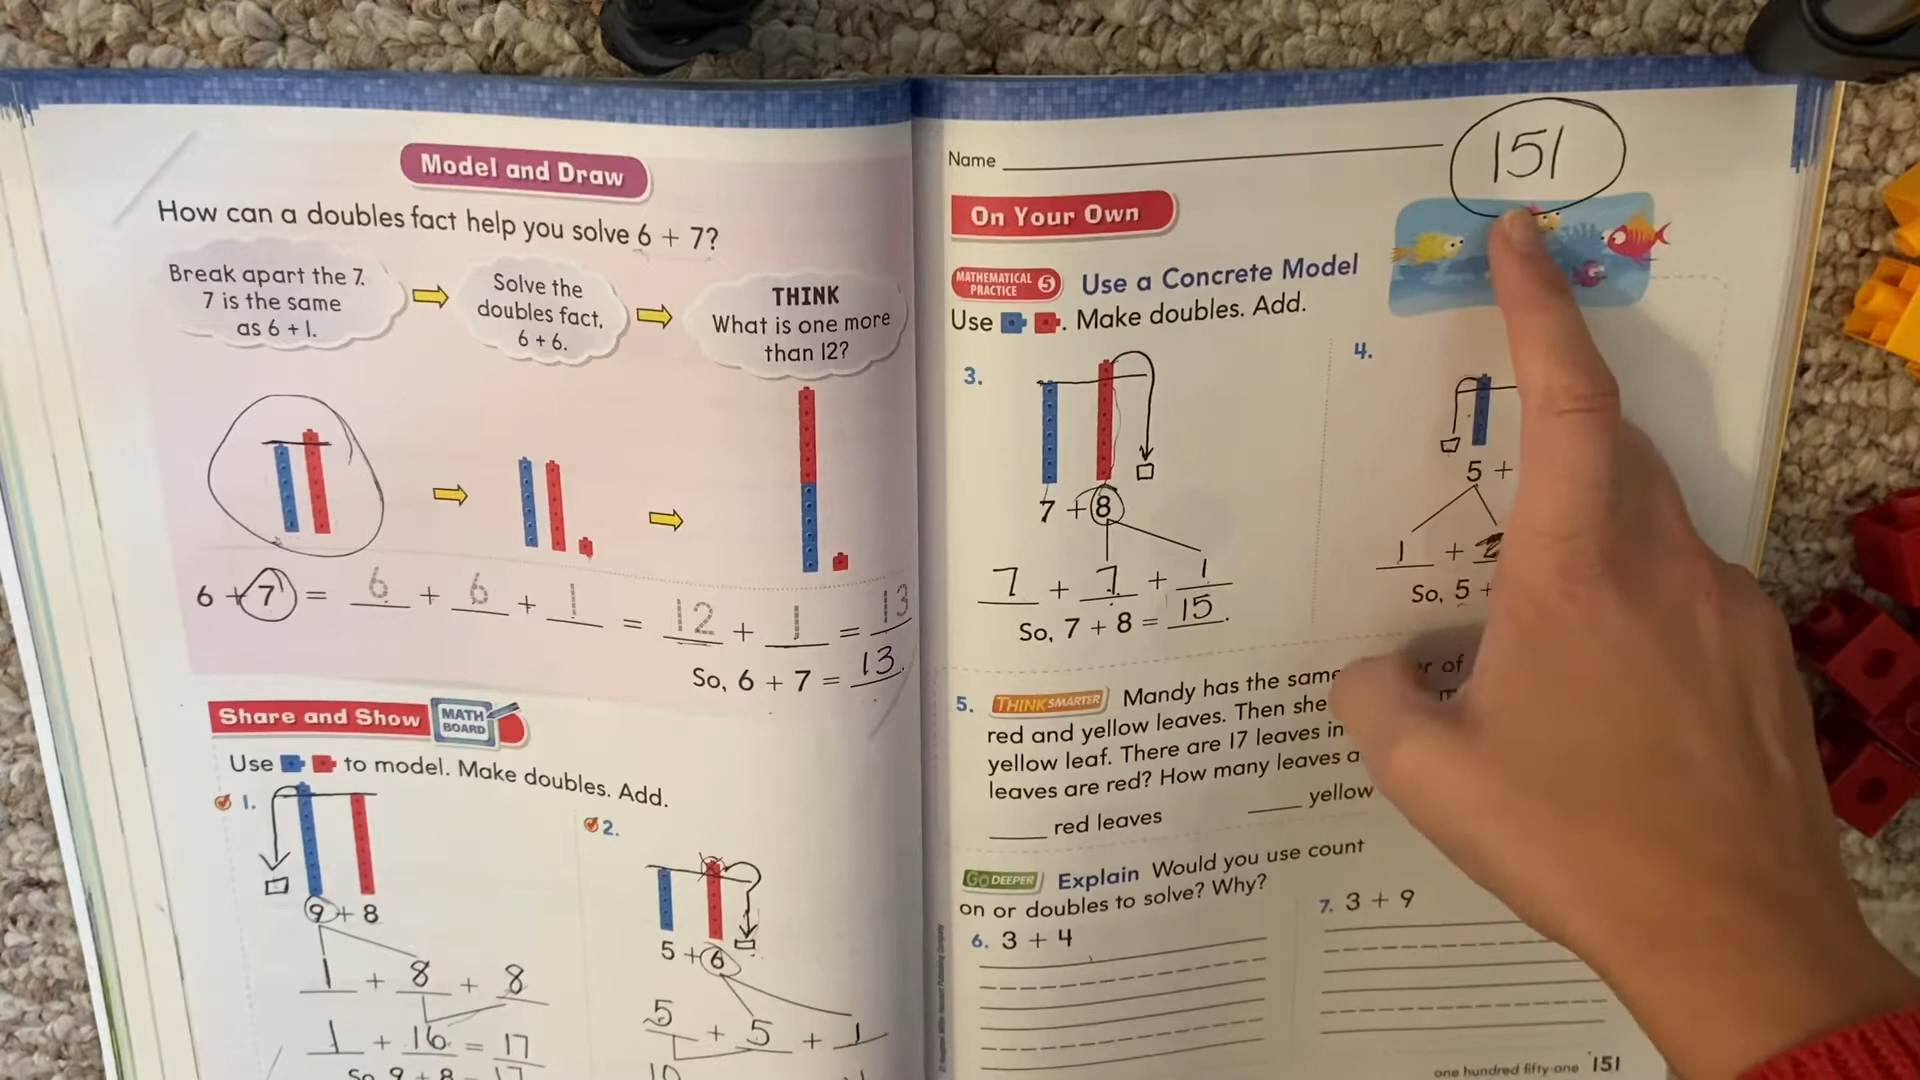 Model and Draw
How can a doubles fact help you solve 6 + 7?
Break apart the 7.
7 is the same
as 6 + 1.
Solve the
doubles fact,
6 + 6.
THINK
What is one more
than 12?
6 + 7 = 6 + 6 + 1 = 12 + 1 = 13
So, 6 + 7 = 13.
Share and Show
MATH
BOARD
Use to model. Make doubles. Add.
1.
9 + 8
1 + 8 + 8
1 + 16 = 17
So 9 + 8 = 17
2.
5 + 6
5 + 5 + 1
10
Name
151
On Your Own
MATHEMATICAL
PRACTICE 5
Use a Concrete Model
Use . Make doubles. Add.
3.
7 + 8
7 + 7 + 1
So, 7 + 8 = 15.
4.
5 +
1 +
So, 5 +
5. THINK SMARTER Mandy has the same
of
red and yellow leaves. Then she
yellow leaf. There are 17 leaves in
leaves are red? How many leaves
red leaves
yellow
GO DEEPER Explain Would you use count
on or doubles to solve? Why?
6. 3 + 4
7. 3 + 9
one hundred fifty-one 151